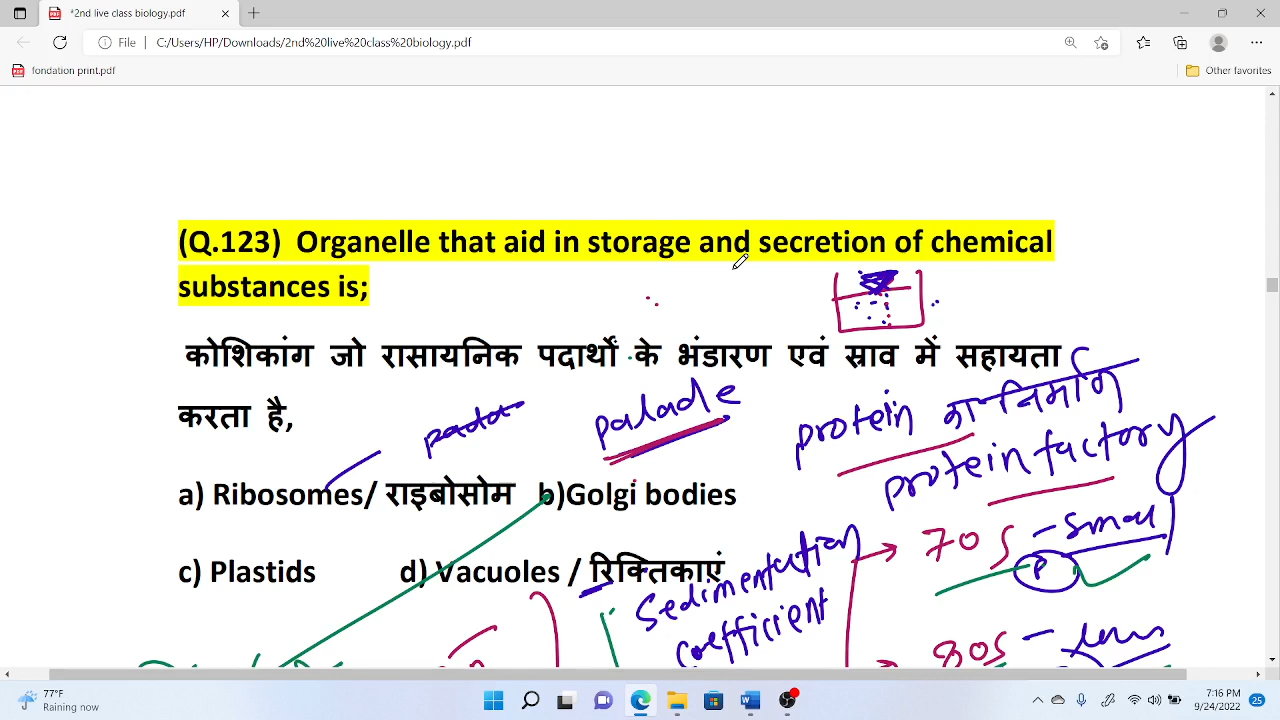 *2nd live class biology.pdf
File C:/Users/HP/Downloads/2nd%20live%20class%20biology.pdf
fondation print.pdf Other favorites
(Q.123) Organelle that aid in storage and secretion of chemical
substances is;
कोशिकांग जो रासायनिक पदार्थों के भंडारण एवं स्राव में सहायता
करता है,
palade
protein का निर्माण
protein factory
a) Ribosomes/ राइबोसोम b)Golgi bodies
70S - small
P
c) Plastids d) Vacuoles / रिक्तिकाएं
Sedimentation
coefficient
80S -
77°F
Raining now
7:16 PM
9/24/2022
25